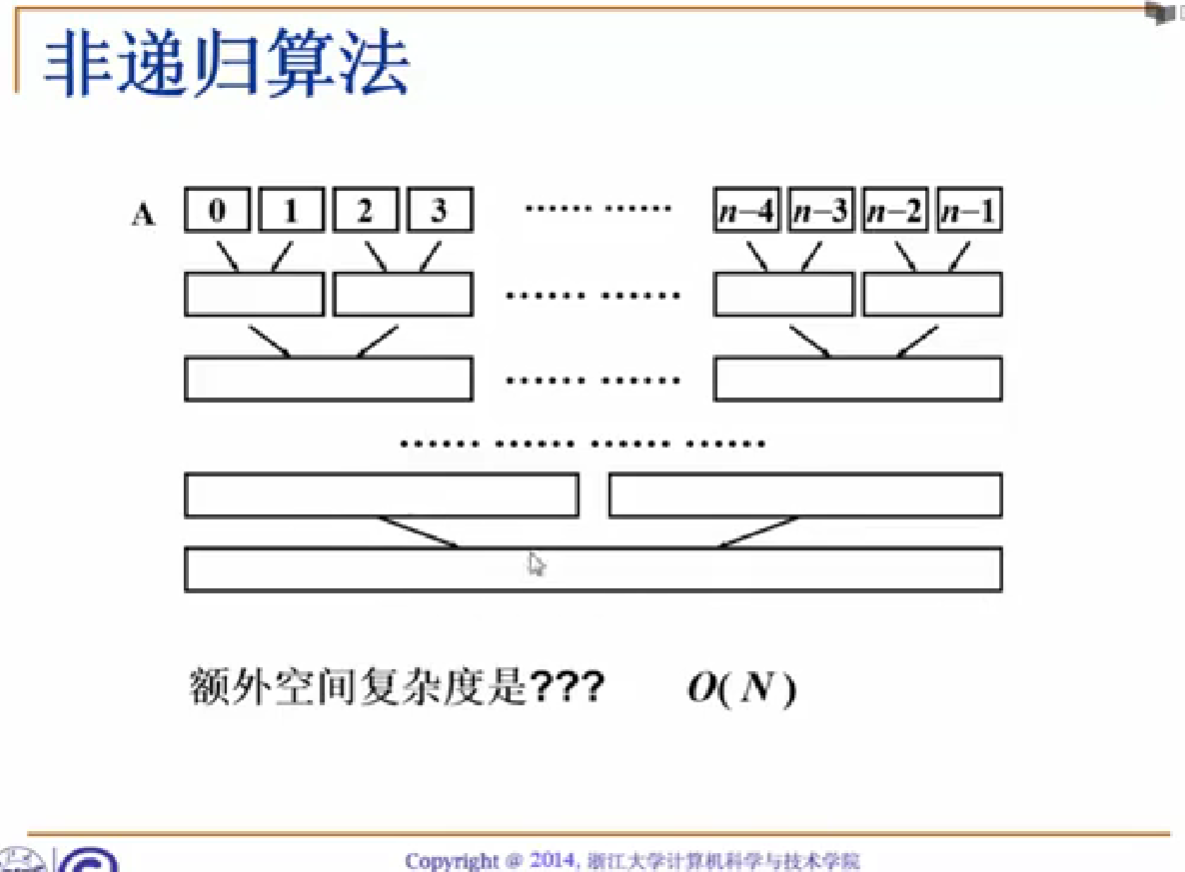 非递归算法
A 0 1 2 3 …… …… n−4 n−3 n−2 n−1
…… ……
…… ……
…… …… …… ……
额外空间复杂度是??? O( N )
Copyright @ 2014, 浙江大学计算机科学与技术学院